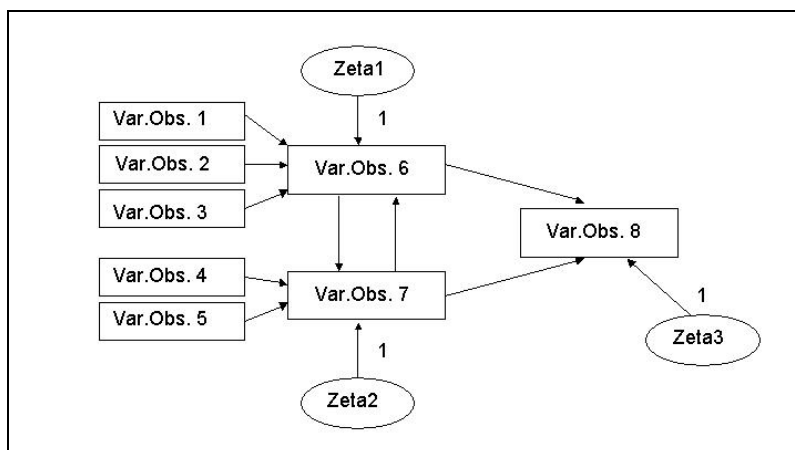 Zeta1
1
Var.Obs. 1
Var.Obs. 2
Var.Obs. 3
Var.Obs. 6
Var.Obs. 8
Var.Obs. 4
Var.Obs. 5
Var.Obs. 7
1
Zeta3
1
Zeta2